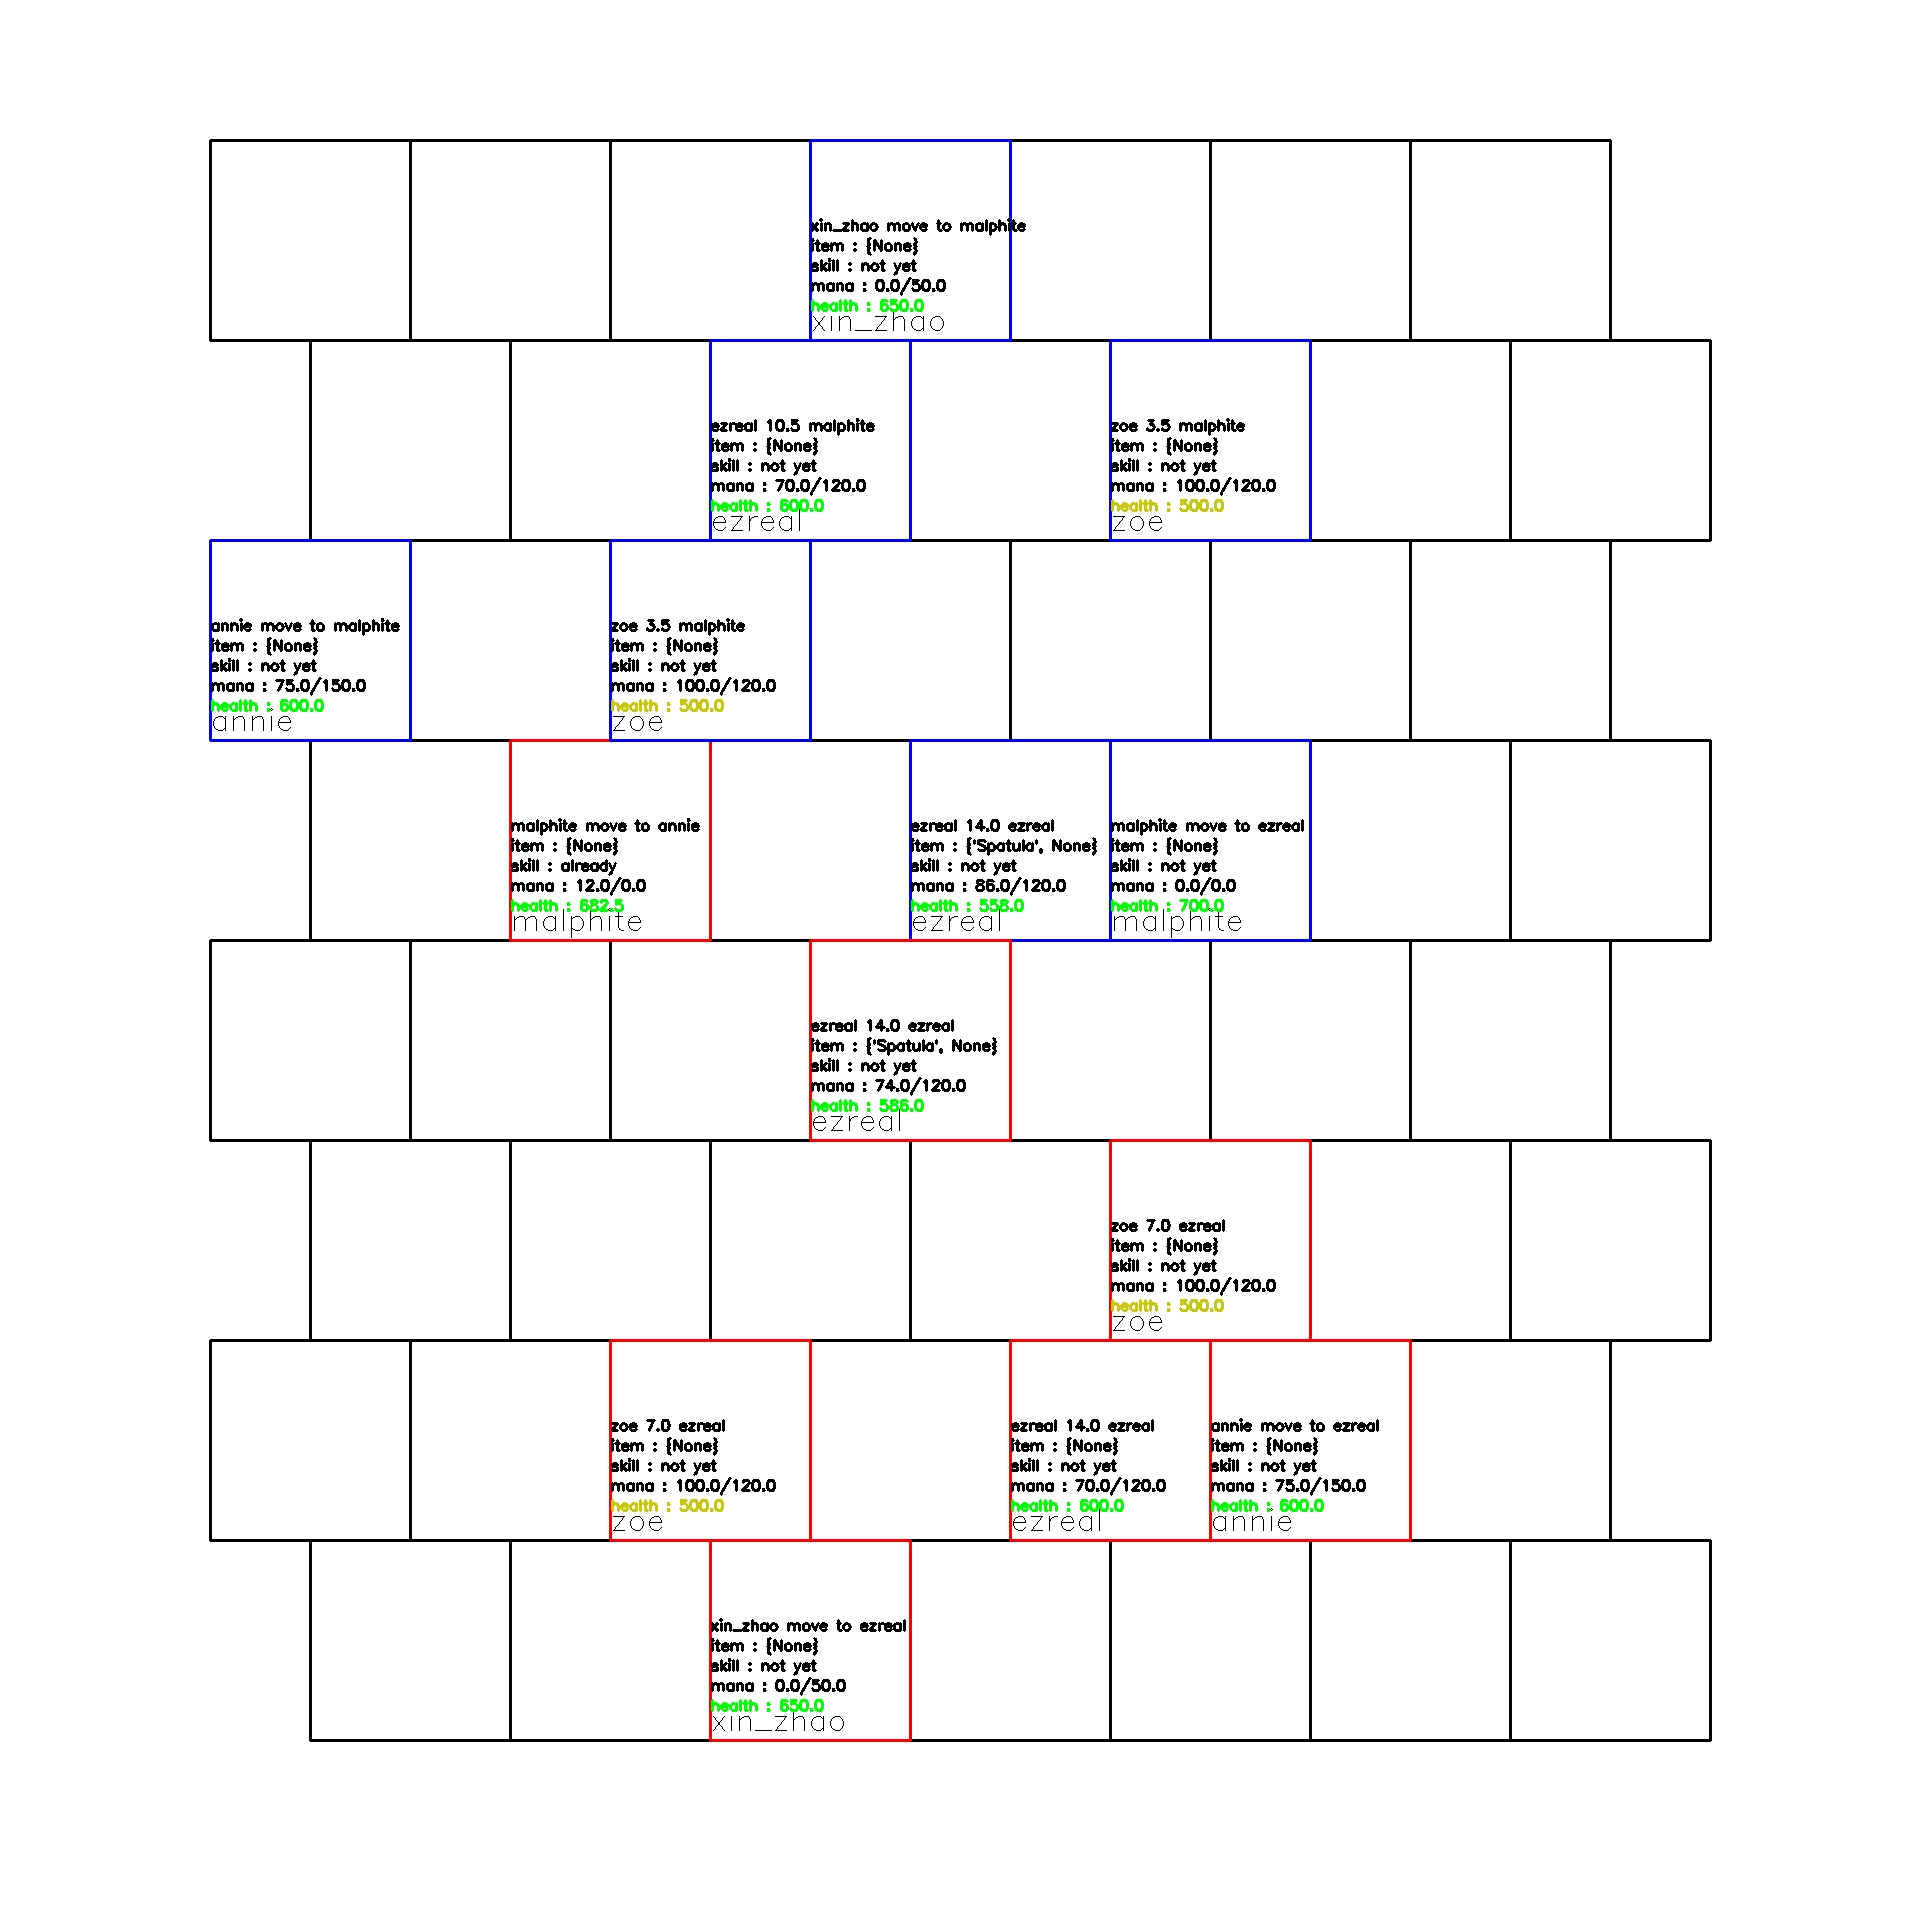 xin_zhao move to malphite
item : {None}
skill : not yet
mana : 0.0/50.0
health : 650.0
xin_zhao
ezreal 10.5 malphite
item : {None}
skill : not yet
mana : 70.0/120.0
health : 600.0
ezreal
zoe 3.5 malphite
item : {None}
skill : not yet
mana : 100.0/120.0
health : 500.0
zoe
annie move to malphite
item : {None}
skill : not yet
mana : 75.0/150.0
health : 600.0
annie
zoe 3.5 malphite
item : {None}
skill : not yet
mana : 100.0/120.0
health : 500.0
zoe
malphite move to annie
item : {None}
skill : already
mana : 12.0/0.0
health : 682.5
malphite
ezreal 14.0 ezreal
item : {'Spatula', None}
skill : not yet
mana : 86.0/120.0
health : 558.0
ezreal
malphite move to ezreal
item : {None}
skill : not yet
mana : 0.0/0.0
health : 700.0
malphite
ezreal 14.0 ezreal
item : {'Spatula', None}
skill : not yet
mana : 74.0/120.0
health : 586.0
ezreal
zoe 7.0 ezreal
item : {None}
skill : not yet
mana : 100.0/120.0
health : 500.0
zoe
zoe 7.0 ezreal
item : {None}
skill : not yet
mana : 100.0/120.0
health : 500.0
zoe
ezreal 14.0 ezreal
item : {None}
skill : not yet
mana : 70.0/120.0
health : 600.0
ezreal
annie move to ezreal
item : {None}
skill : not yet
mana : 75.0/150.0
health : 600.0
annie
xin_zhao move to ezreal
item : {None}
skill : not yet
mana : 0.0/50.0
health : 650.0
xin_zhao